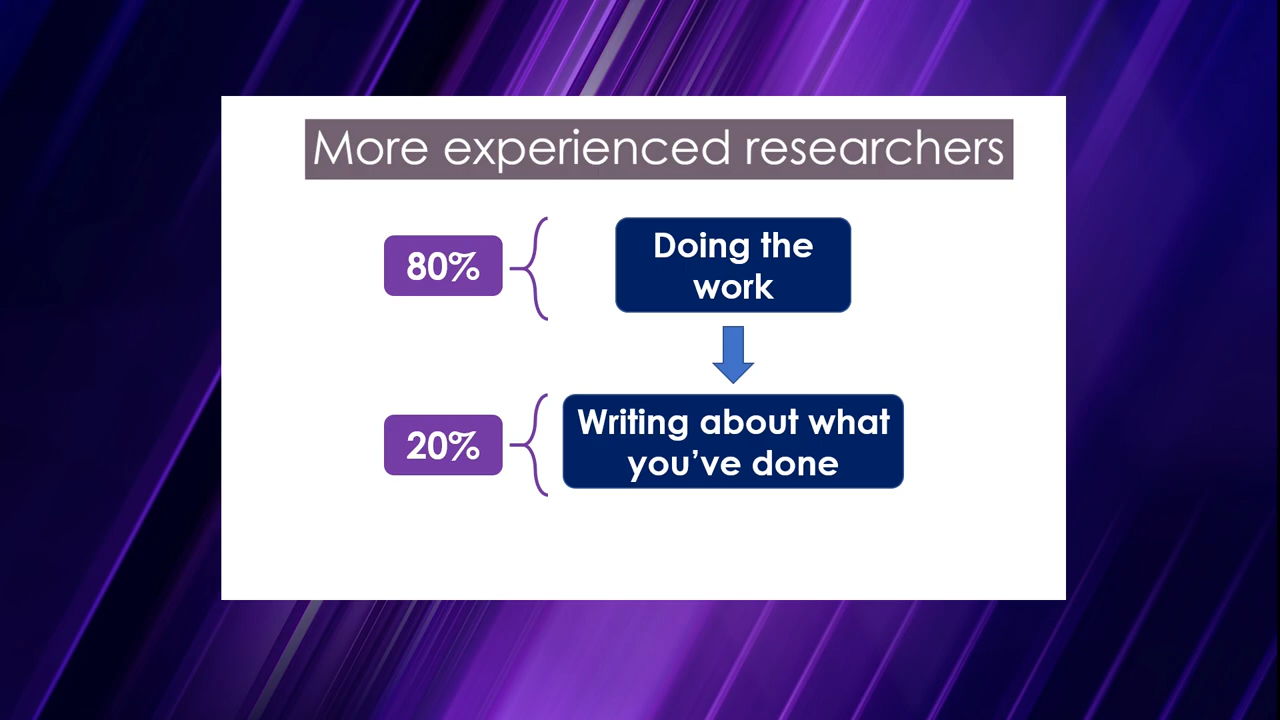 More experienced researchers
80%
Doing the
work
20%
Writing about what
you’ve done